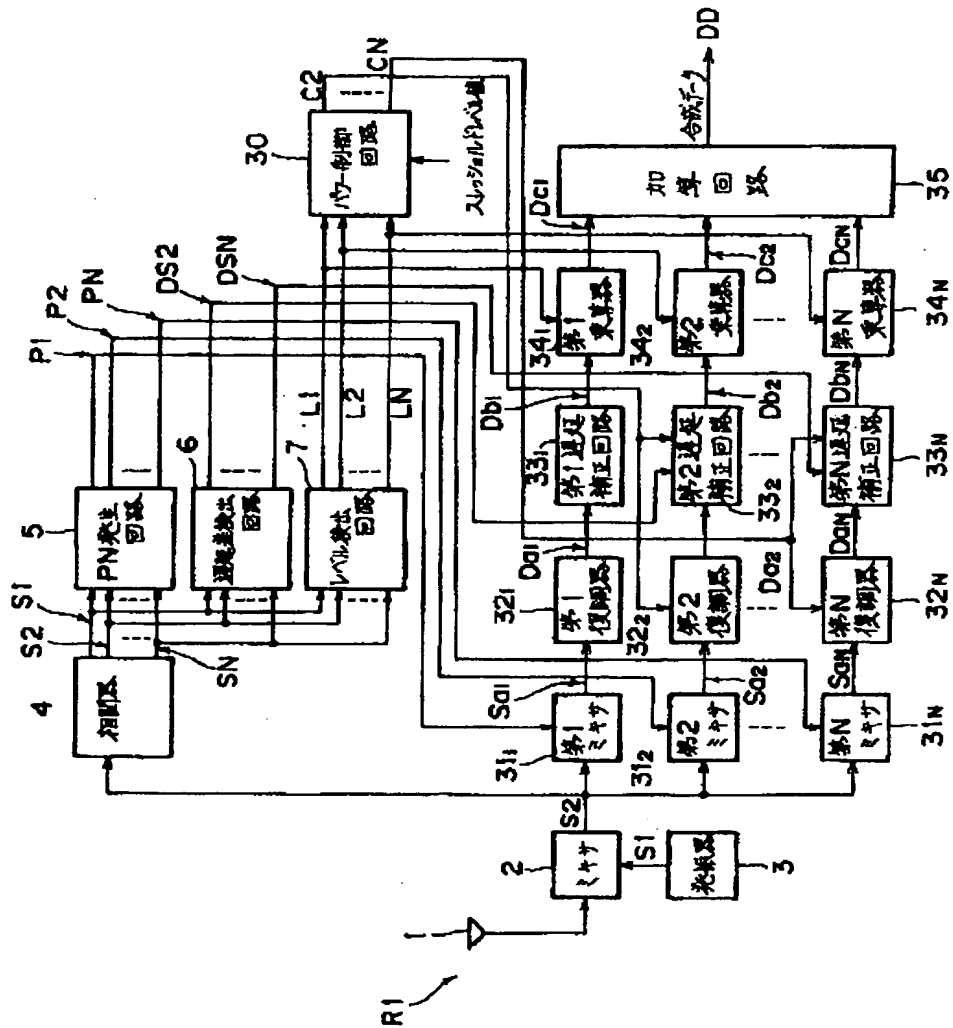 R1
1
2
ミキサ
S1
3
発振器
S2
4
相関路
S1
S2
SN
5
PN発生
回路
6
遅延差検出
回路
7
レベル検出
回路
P1
P2
PN
DS2
DSN
L1
L2
LN
30
パワー制御
回路
スレッショルドレベル値
C2
CN
31₁
第1
ミキサ
Sa1
32₁
第1
復調器
Da1
33₁
第1遅延
補正回路
Db1
34₁
第1
乗算器
Dc1
31₂
第2
ミキサ
Sa2
32₂
第2
復調器
Da2
第2遅延
補正回路
33₂
Db2
34₂
第2
乗算器
Dc2
第N
ミキサ
31N
SaN
第N
復調器
32N
DaN
第N遅延
補正回路
33N
DbN
第N
乗算器
34N
DcN
加算回路
35
合成データ
DD